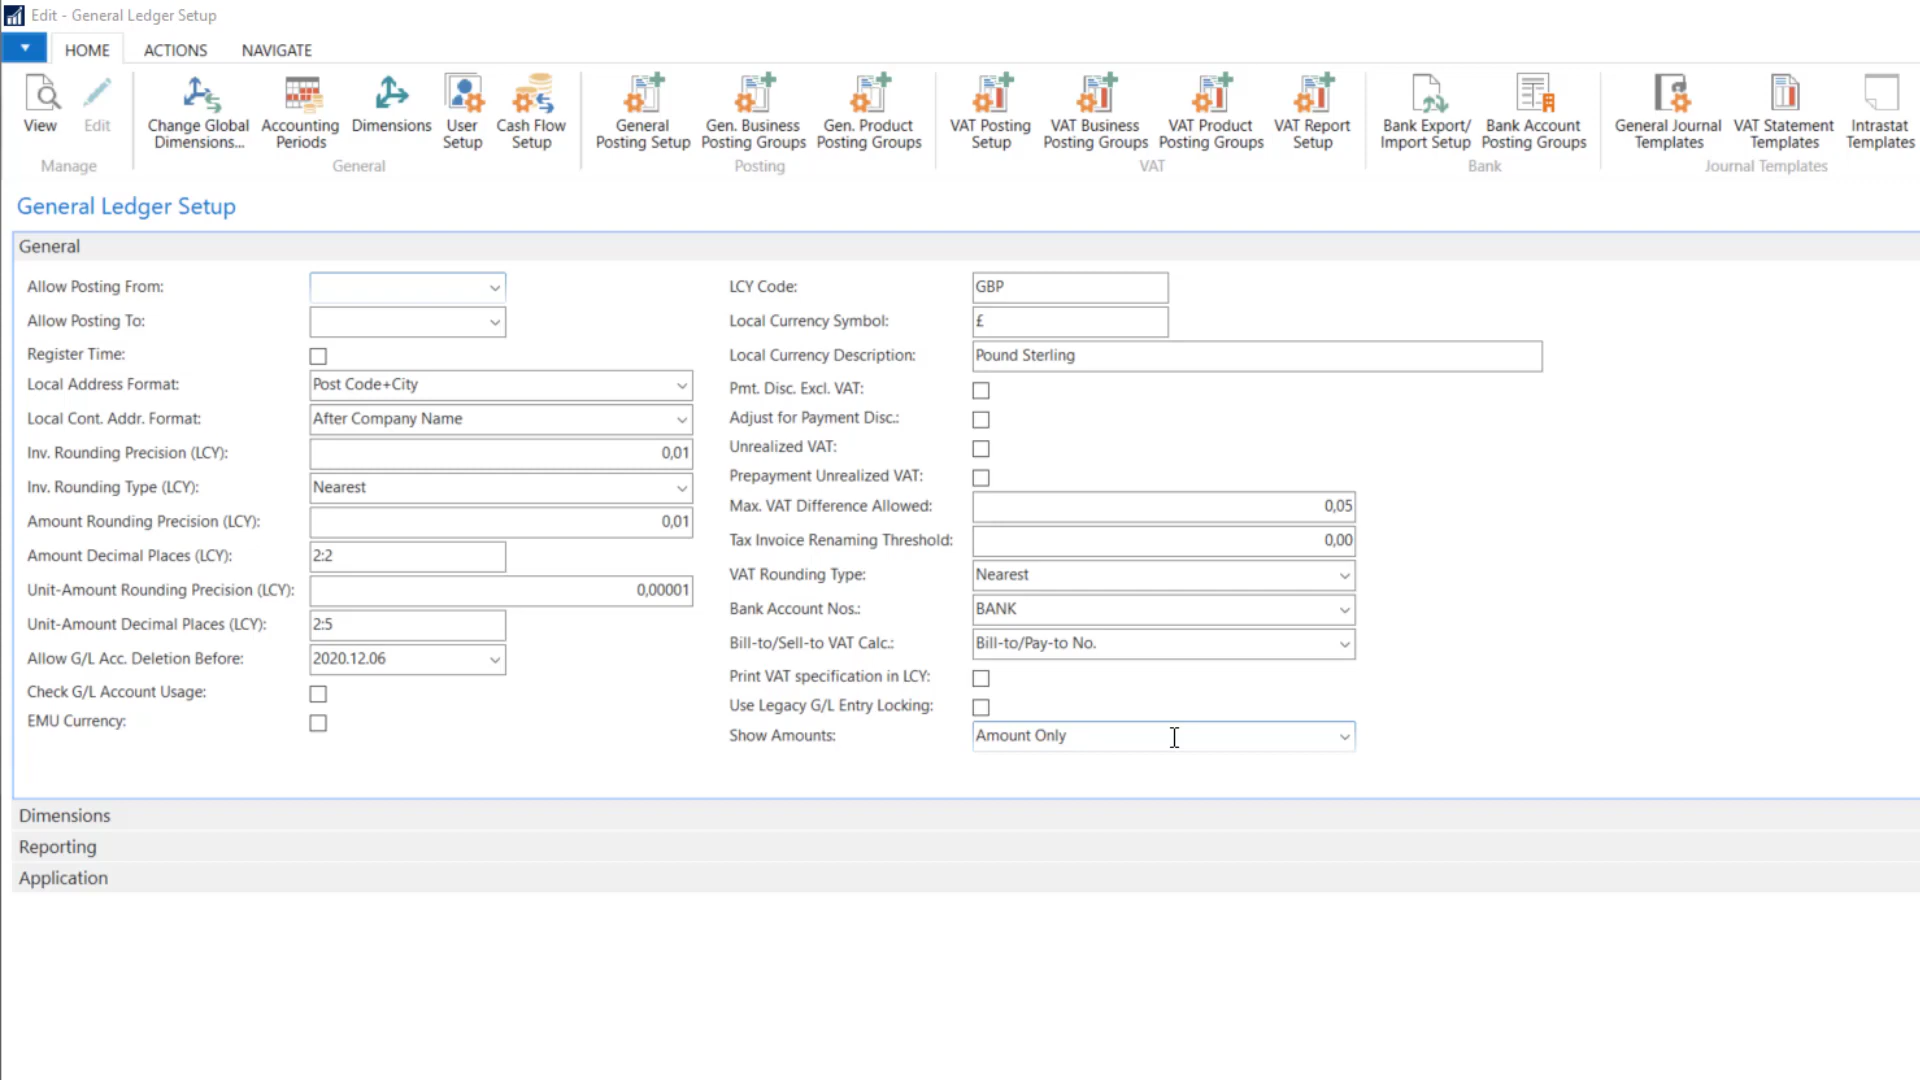 Edit - General Ledger Setup
HOME ACTIONS NAVIGATE
View Edit Change Global Dimensions... Accounting Periods Dimensions User Setup Cash Flow Setup General Posting Setup Gen. Business Posting Groups Gen. Product Posting Groups VAT Posting Setup VAT Business Posting Groups VAT Product Posting Groups VAT Report Setup Bank Export/ Import Setup Bank Account Posting Groups General Journal Templates VAT Statement Templates Intrastat Templates
Manage General Posting VAT Bank Journal Templates
General Ledger Setup
General
Allow Posting From:
Allow Posting To:
Register Time:
Local Address Format: Post Code+City
Local Cont. Addr. Format: After Company Name
Inv. Rounding Precision (LCY): 0,01
Inv. Rounding Type (LCY): Nearest
Amount Rounding Precision (LCY): 0,01
Amount Decimal Places (LCY): 2:2
Unit-Amount Rounding Precision (LCY): 0,00001
Unit-Amount Decimal Places (LCY): 2:5
Allow G/L Acc. Deletion Before: 2020.12.06
Check G/L Account Usage:
EMU Currency:
LCY Code: GBP
Local Currency Symbol: £
Local Currency Description: Pound Sterling
Pmt. Disc. Excl. VAT:
Adjust for Payment Disc.:
Unrealized VAT:
Prepayment Unrealized VAT:
Max. VAT Difference Allowed: 0,05
Tax Invoice Renaming Threshold: 0,00
VAT Rounding Type: Nearest
Bank Account Nos.: BANK
Bill-to/Sell-to VAT Calc.: Bill-to/Pay-to No.
Print VAT specification in LCY:
Use Legacy G/L Entry Locking:
Show Amounts: Amount Only
Dimensions
Reporting
Application